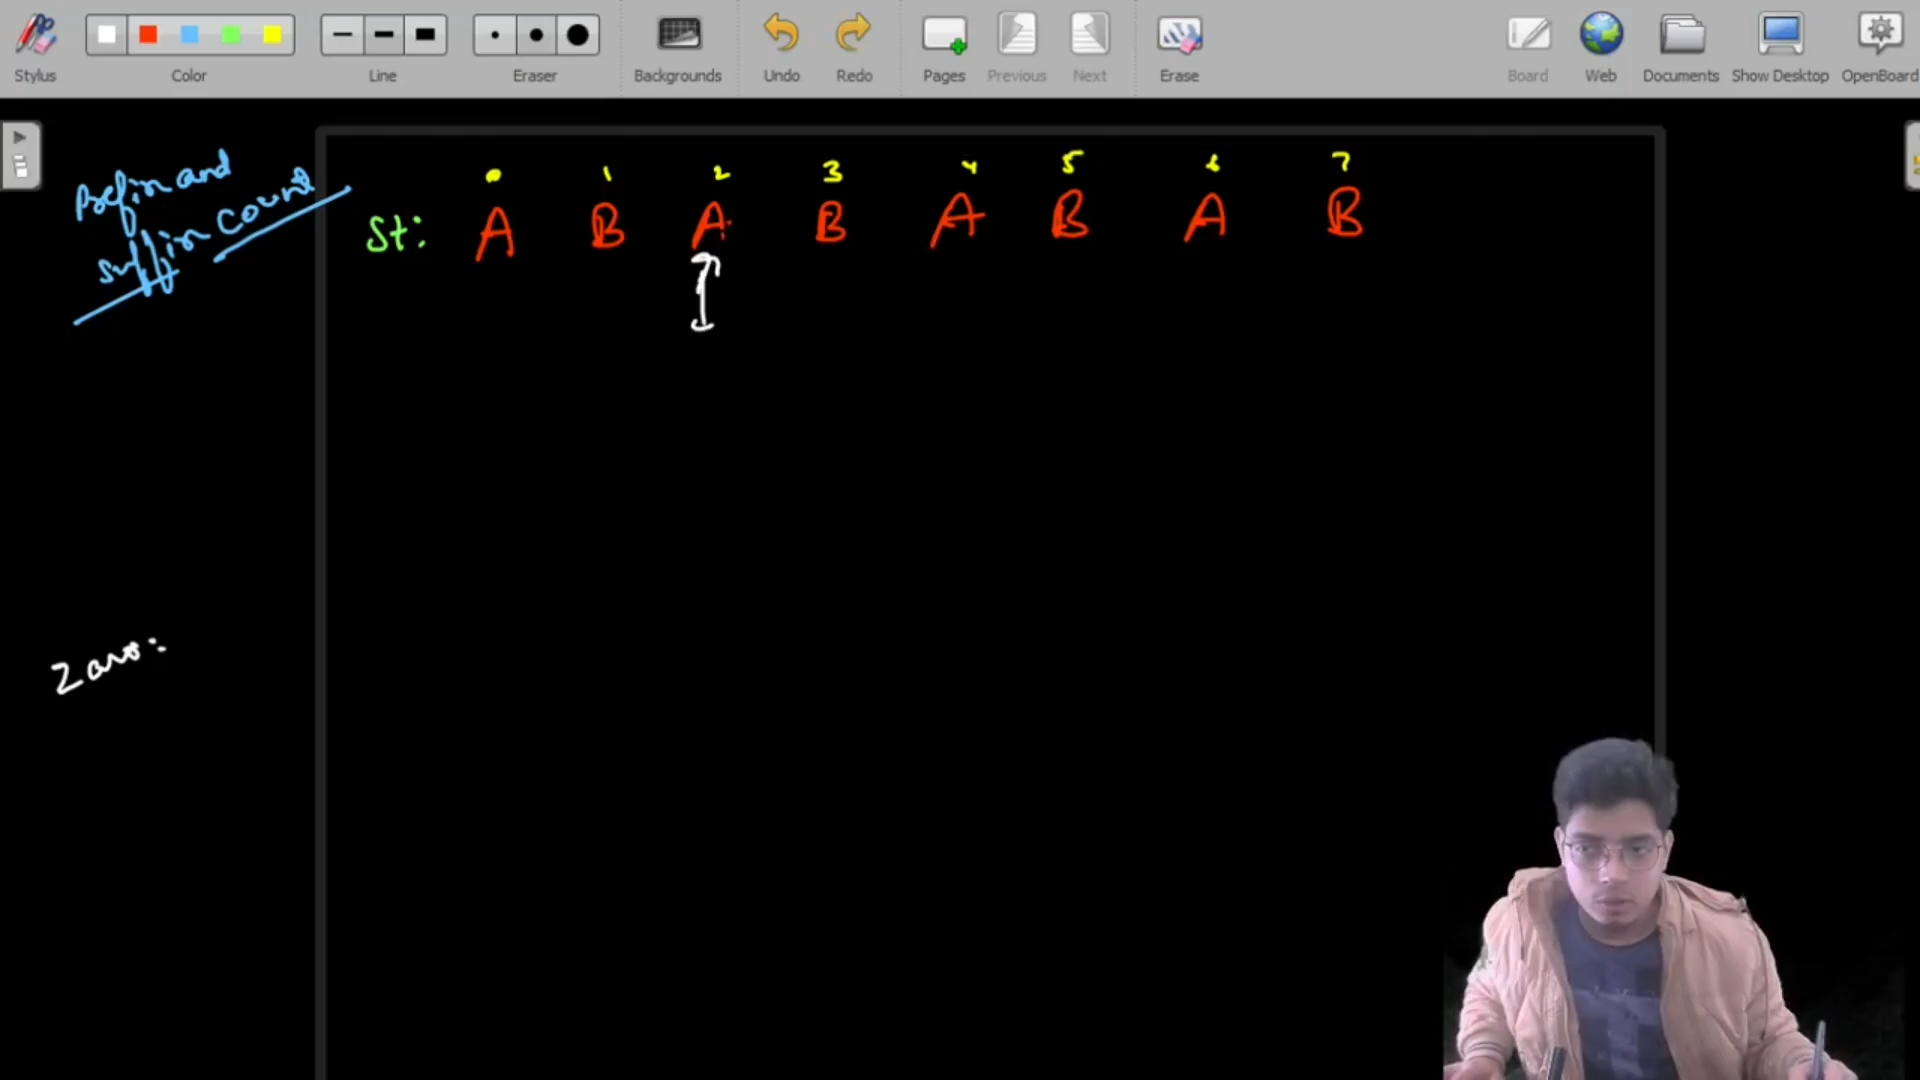 Stylus
Color
Line
Eraser
Backgrounds
Undo
Redo
Pages
Previous
Next
Erase
Board
Web
Documents
Show Desktop
OpenBoard
Prefix and
suffix count
0 1 2 3 4 5 6 7
St: A B A B A B A B
Z arr: